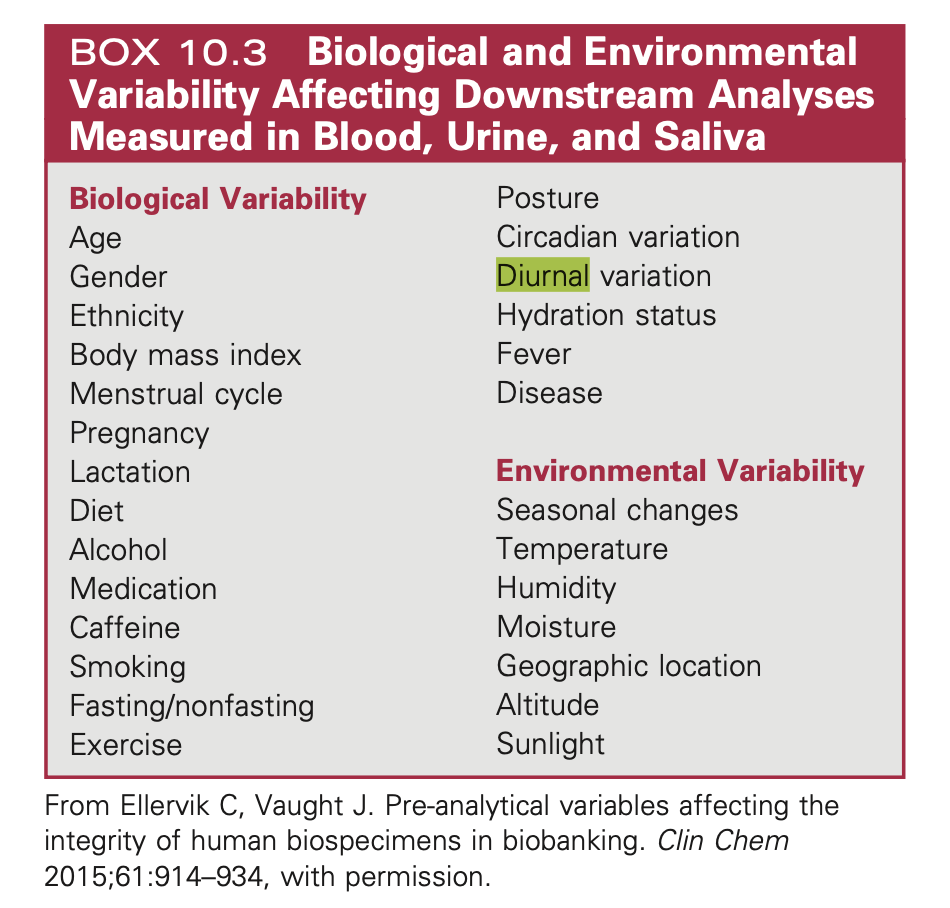 BOX 10.3 Biological and Environmental
Variability Affecting Downstream Analyses
Measured in Blood, Urine, and Saliva
Biological Variability
Age
Gender
Ethnicity
Body mass index
Menstrual cycle
Pregnancy
Lactation
Diet
Alcohol
Medication
Caffeine
Smoking
Fasting/nonfasting
Exercise
Posture
Circadian variation
Diurnal variation
Hydration status
Fever
Disease
Environmental Variability
Seasonal changes
Temperature
Humidity
Moisture
Geographic location
Altitude
Sunlight
From Ellervik C, Vaught J. Pre-analytical variables affecting the
integrity of human biospecimens in biobanking. Clin Chem
2015;61:914–934, with permission.